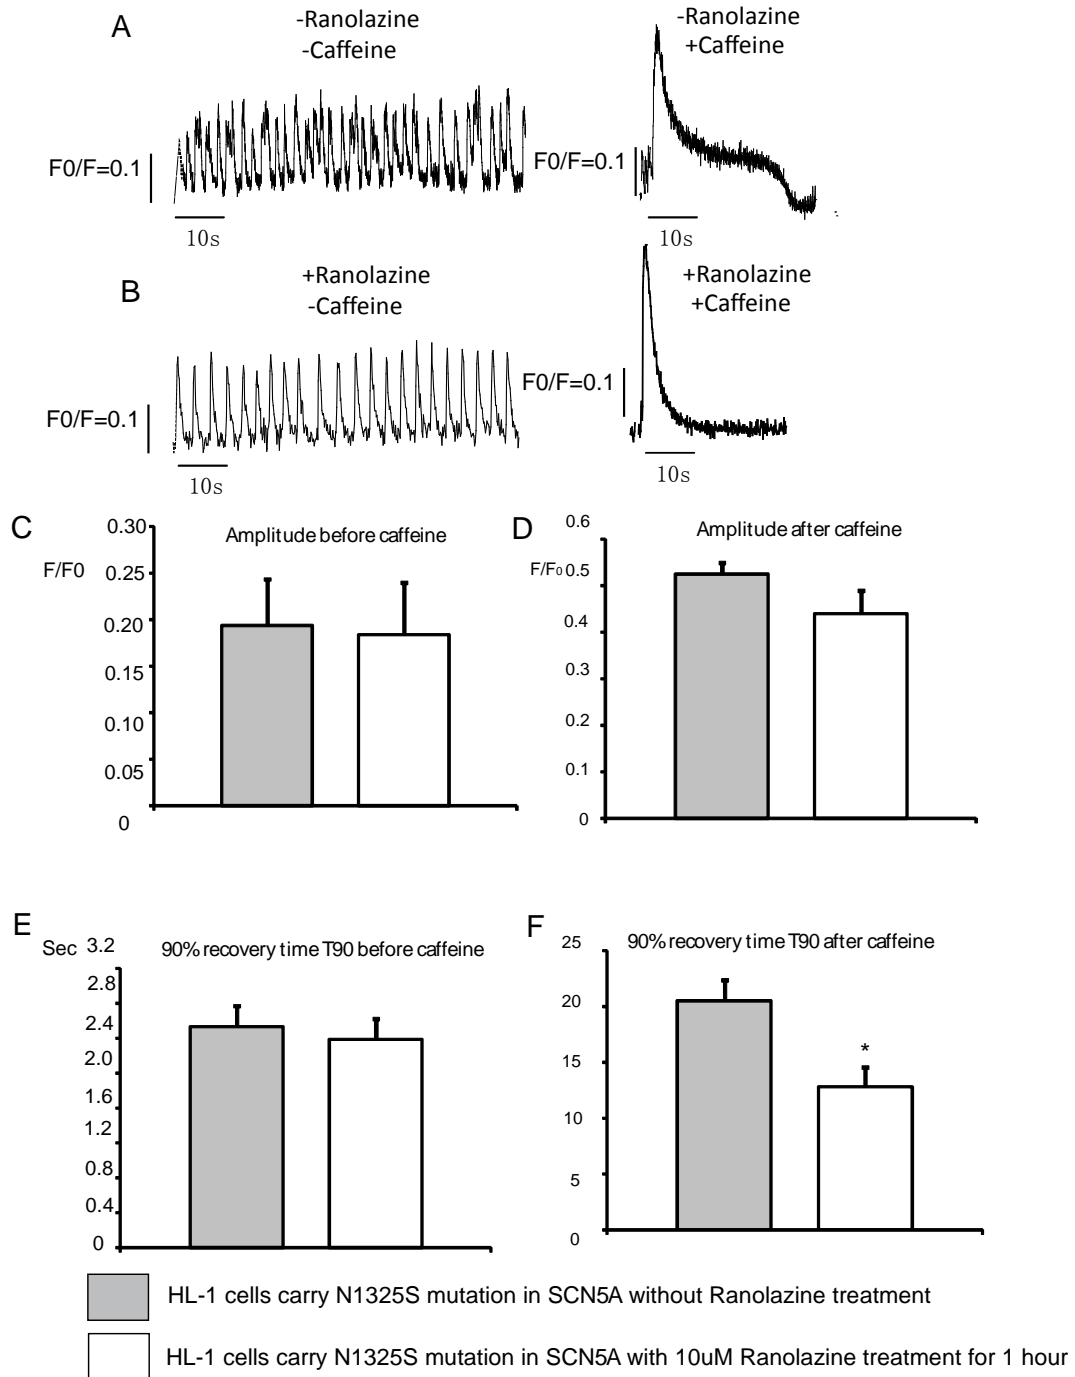 A
-Ranolazine
-Caffeine
-Ranolazine
+Caffeine
F0/F=0.1
F0/F=0.1
10s
10s
B
+Ranolazine
-Caffeine
+Ranolazine
+Caffeine
F0/F=0.1
F0/F=0.1
10s
10s
C
Amplitude before caffeine
F/F0
0.30
0.25
0.20
0.15
0.10
0.05
0
D
Amplitude after caffeine
F/F0
0.6
0.5
0.4
0.3
0.2
0.1
0
E
Sec
90% recovery time T90 before caffeine
3.2
2.8
2.4
2.0
1.6
1.2
0.8
0.4
0
F
90% recovery time T90 after caffeine
25
20
15
10
5
0
*
HL-1 cells carry N1325S mutation in SCN5A without Ranolazine treatment
HL-1 cells carry N1325S mutation in SCN5A with 10uM Ranolazine treatment for 1 hour